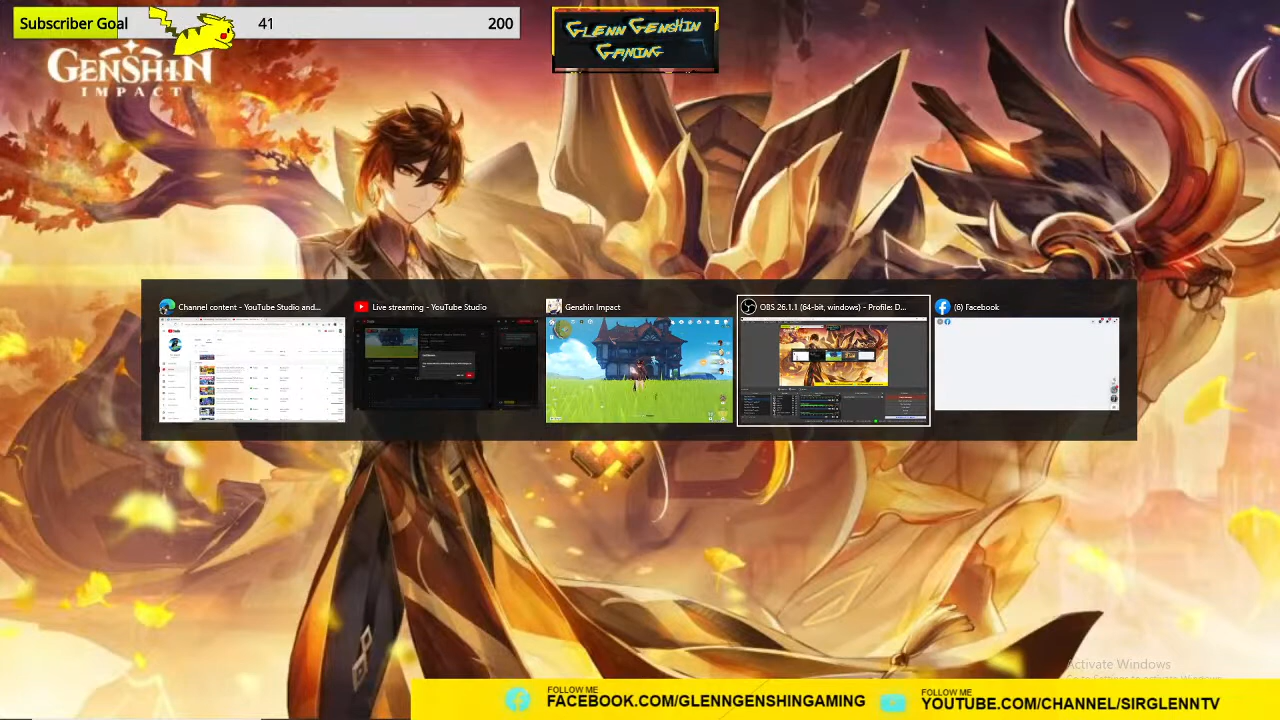 Subscriber Goal 41 200
GLENN GENSHIN
GAMING
GENSHIN
IMPACT
Channel content - YouTube Studio and...
Live streaming - YouTube Studio
Genshin Impact
OBS 26.1.1 (64-bit, windows) - Profile: D...
(6) Facebook
Activate Windows
FOLLOW ME
FACEBOOK.COM/GLENNGENSHINGAMING
FOLLOW ME
YOUTUBE.COM/CHANNEL/SIRGLENNTV